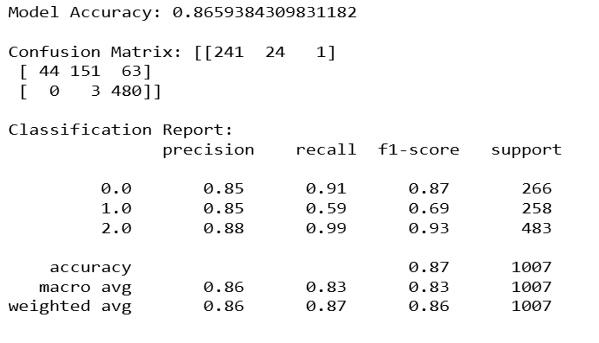 Model Accuracy: 0.8659384309831182
Confusion Matrix: [[241 24 1]
[ 44 151 63]
[ 0 3 480]]
Classification Report:
precision recall f1-score support
0.0 0.85 0.91 0.87 266
1.0 0.85 0.59 0.69 258
2.0 0.88 0.99 0.93 483
accuracy 0.87 1007
macro avg 0.86 0.83 0.83 1007
weighted avg 0.86 0.87 0.86 1007